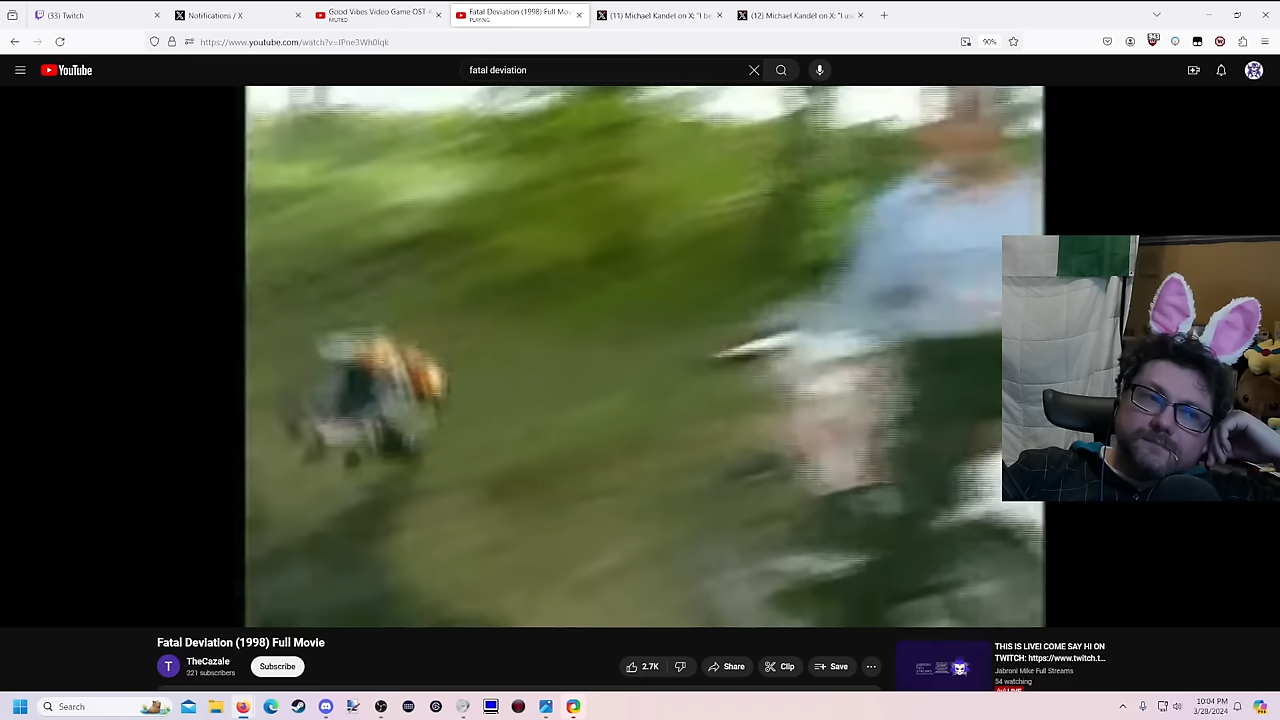 (33) Twitch
Notifications / X
Good Vibes Video Game OST
MUTED
Fatal Deviation (1998) Full Movi
PLAYING
(11) Michael Kandel on X: "I be
(12) Michael Kandel on X: "I us
https://www.youtube.com/watch?v=IPne3Wh0lqk
90%
YouTube
fatal deviation
Fatal Deviation (1998) Full Movie
T
TheCazale
221 subscribers
Subscribe
2.7K
Share
Clip
Save
THIS IS LIVE! COME SAY HI ON
TWITCH: https://www.twitch.t...
Jabroni Mike Full Streams
54 watching
Search
10:04 PM
3/28/2024